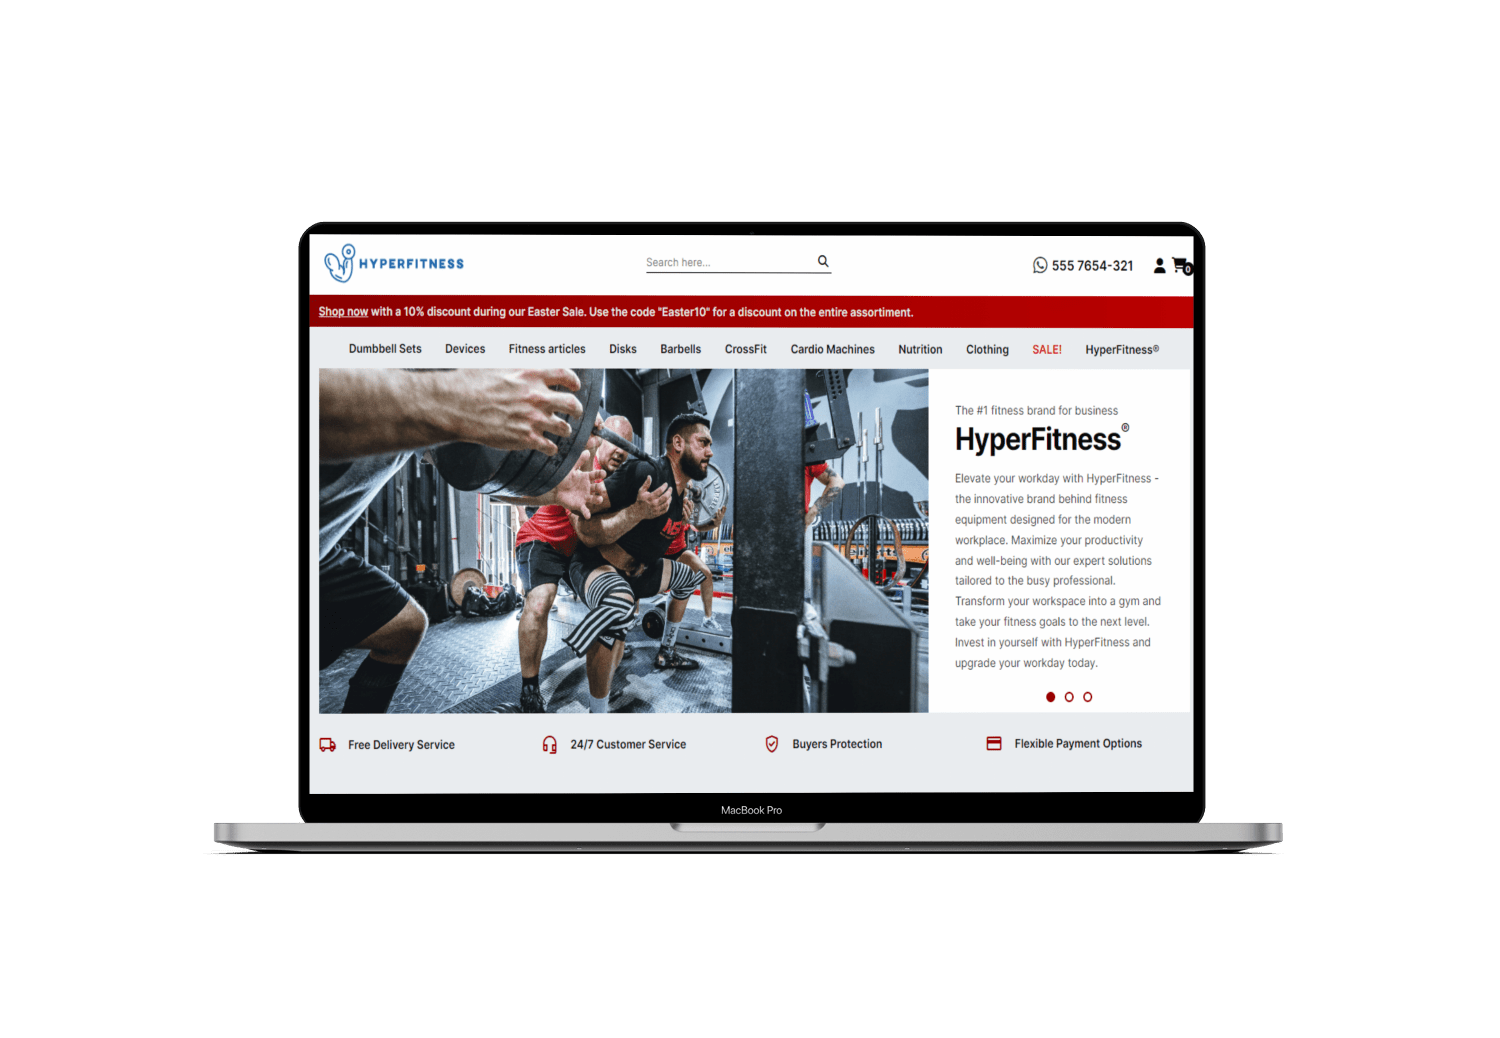 HYPERFITNESS
Search here...
555 7654-321
0
Shop now with a 10% discount during our Easter Sale. Use the code "Easter10" for a discount on the entire assortiment.
Dumbbell Sets Devices Fitness articles Disks Barbells CrossFit Cardio Machines Nutrition Clothing SALE! HyperFitness®
The #1 fitness brand for business
HyperFitness®
Elevate your workday with HyperFitness -
the innovative brand behind fitness
equipment designed for the modern
workplace. Maximize your productivity
and well-being with our expert solutions
tailored to the busy professional.
Transform your workspace into a gym and
take your fitness goals to the next level.
Invest in yourself with HyperFitness and
upgrade your workday today.
Free Delivery Service 24/7 Customer Service Buyers Protection Flexible Payment Options
MacBook Pro